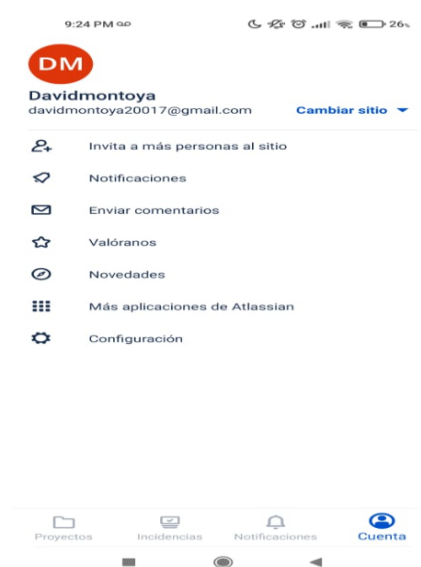 9:24 PM
26%
DM
Davidmontoya
davidmontoya20017@gmail.com
Cambiar sitio
Invita a más personas al sitio
Notificaciones
Enviar comentarios
Valóranos
Novedades
Más aplicaciones de Atlassian
Configuración
Proyectos
Incidencias
Notificaciones
Cuenta